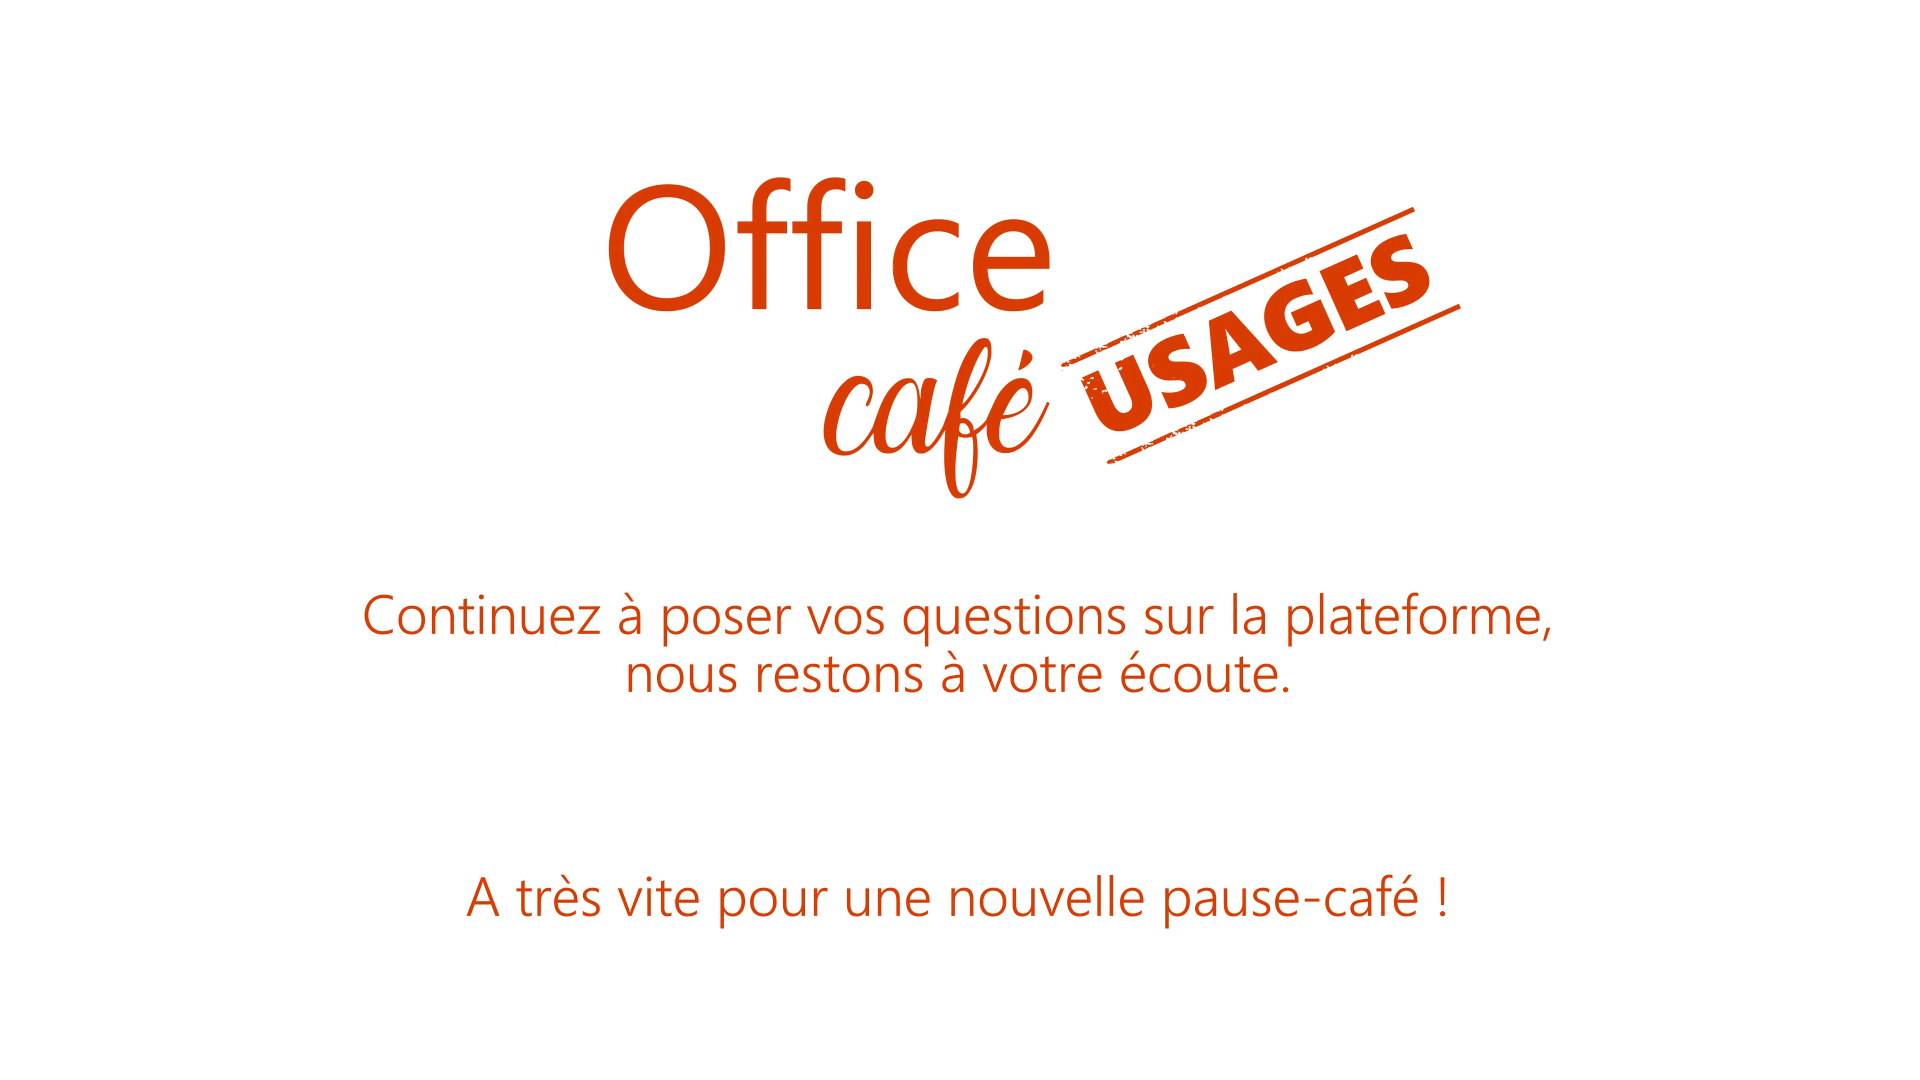 Office
café
USAGES
Continuez à poser vos questions sur la plateforme,
nous restons à votre écoute.
A très vite pour une nouvelle pause-café !